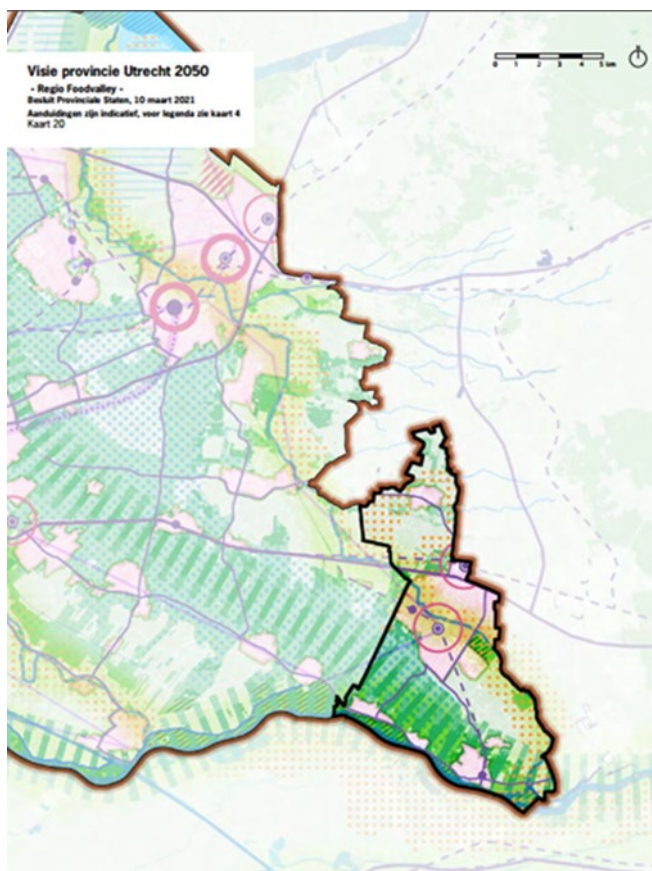 Visie provincie Utrecht 2050
- Regio Foodvalley -
Besluit Provinciale Staten, 10 maart 2021
Aanduidingen zijn indicatief, voor legenda zie kaart 4
Kaart 20
0 1 2 3 4 5 km